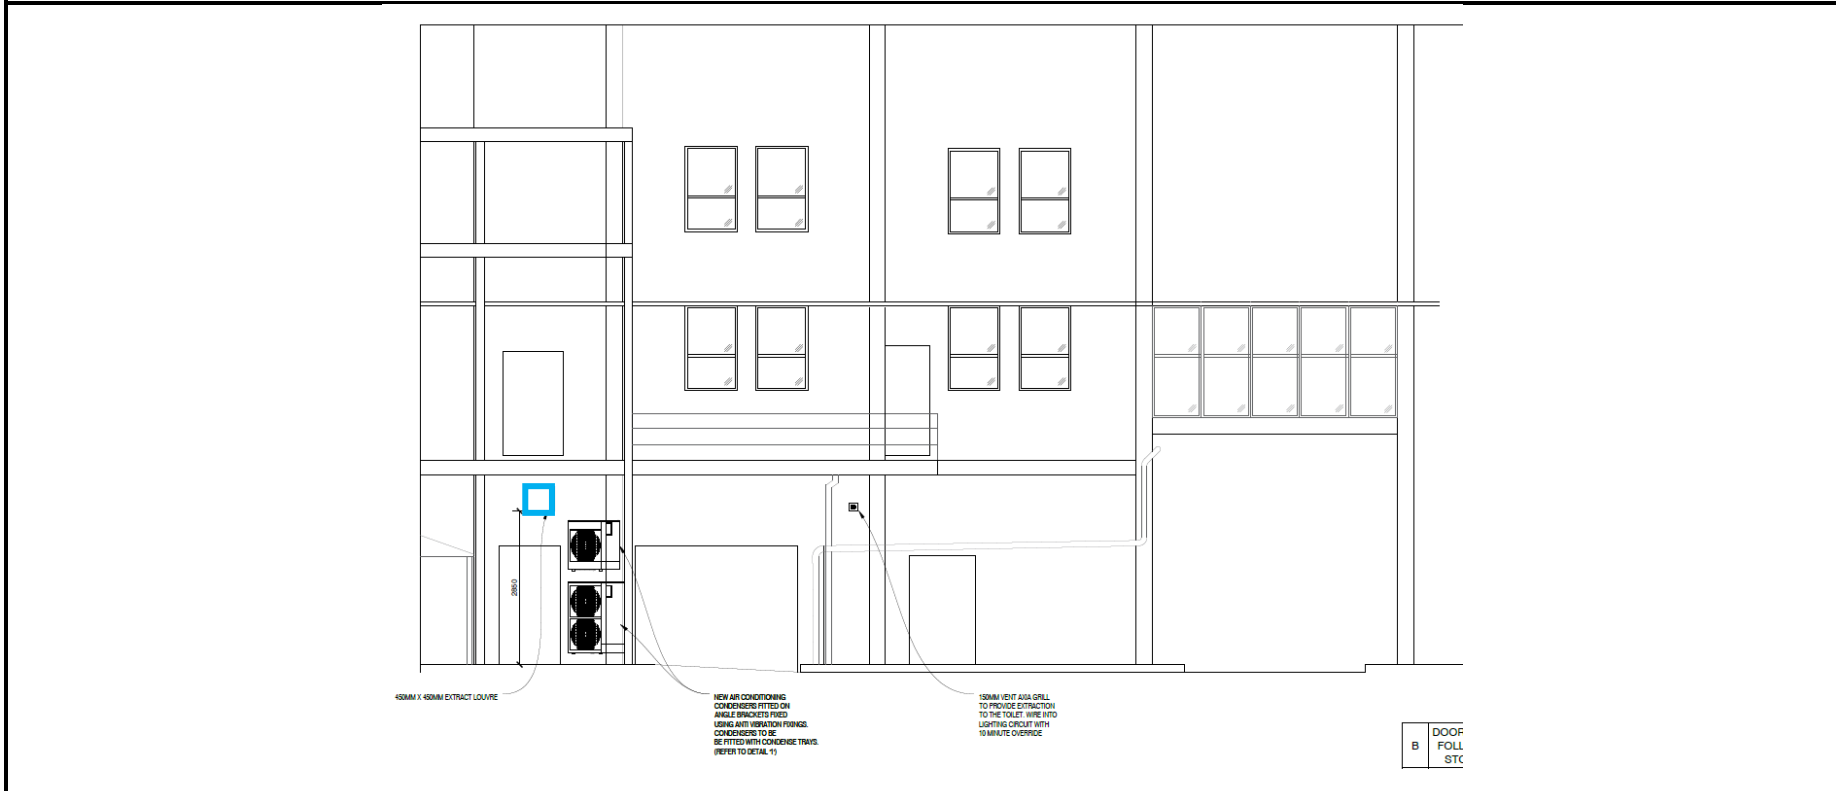 2850
450MM X 450MM EXTRACT LOUVRE
NEW AIR CONDITIONING
CONDENSERS FITTED ON
ANGLE BRACKETS FIXED
USING ANTI VIBRATION FIXINGS.
CONDENSERS TO BE
BE FITTED WITH CONDENSE TRAYS.
(REFER TO DETAIL '1')
150MM VENT AXIA GRILL
TO PROVIDE EXTRACTION
TO THE TOILET. WIRE INTO
LIGHTING CIRCUIT WITH
10 MINUTE OVERRIDE
B
DOOR
FOLL
STO